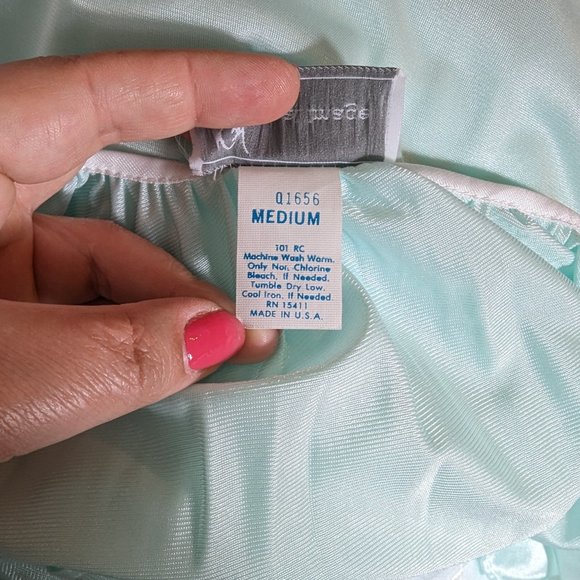 Q1656
MEDIUM
101 RC
Machine Wash Warm.
Only Non Chlorine
Bleach. If Needed.
Tumble Dry Low.
Cool Iron. If Needed.
RN 15411
MADE IN U.S.A.